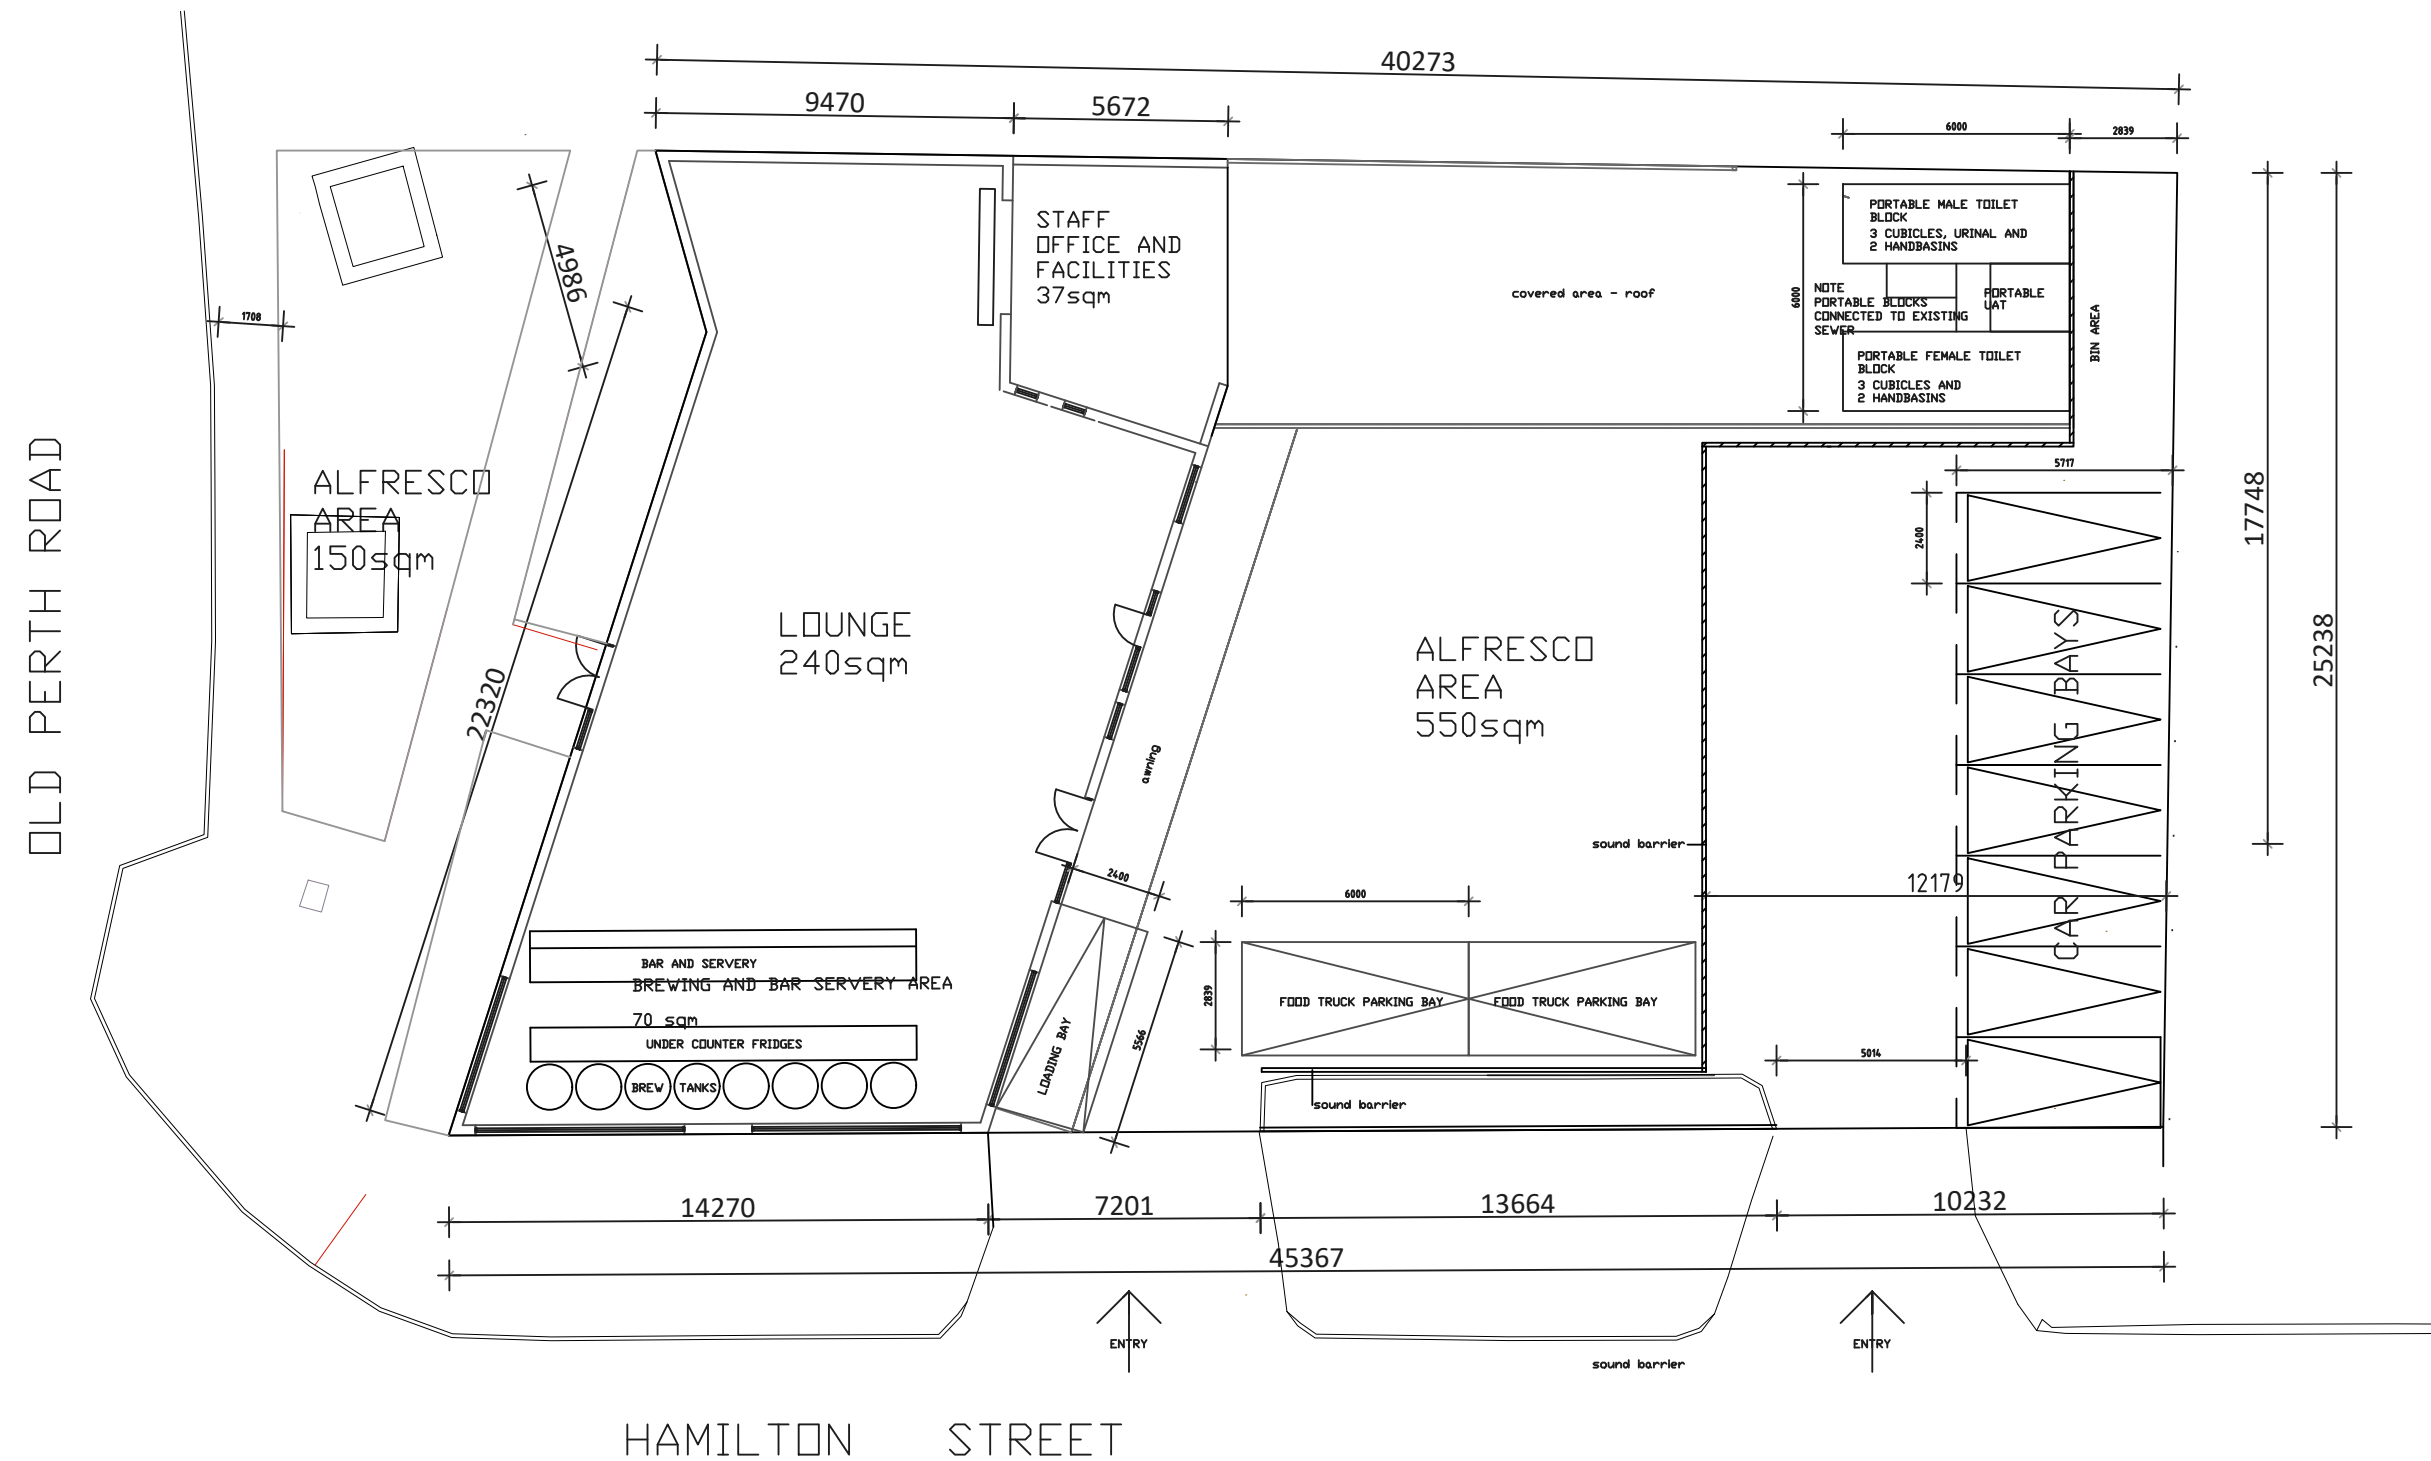 40273
9470
5672
6000
2839
4986
1708
STAFF
OFFICE AND
FACILITIES
37sqm
covered area - roof
PORTABLE MALE TOILET
BLOCK
3 CUBICLES, URINAL AND
2 HANDBASINS
6000
NOTE
PORTABLE BLOCKS
CONNECTED TO EXISTING
SEWER
PORTABLE
UAT
PORTABLE FEMALE TOILET
BLOCK
3 CUBICLES AND
2 HANDBASINS
BIN AREA
5717
2400
17748
25238
OLD PERTH ROAD
ALFRESCO
AREA
150sqm
22320
LOUNGE
240sqm
ALFRESCO
AREA
550sqm
awning
CAR PARKING BAYS
sound barrier
2400
6000
12179
BAR AND SERVERY
BREWING AND BAR SERVERY AREA
70 sqm
UNDER COUNTER FRIDGES
BREW TANKS
LOADING BAY
5566
2839
FOOD TRUCK PARKING BAY
FOOD TRUCK PARKING BAY
5014
sound barrier
14270
7201
13664
10232
45367
ENTRY
ENTRY
sound barrier
HAMILTON STREET